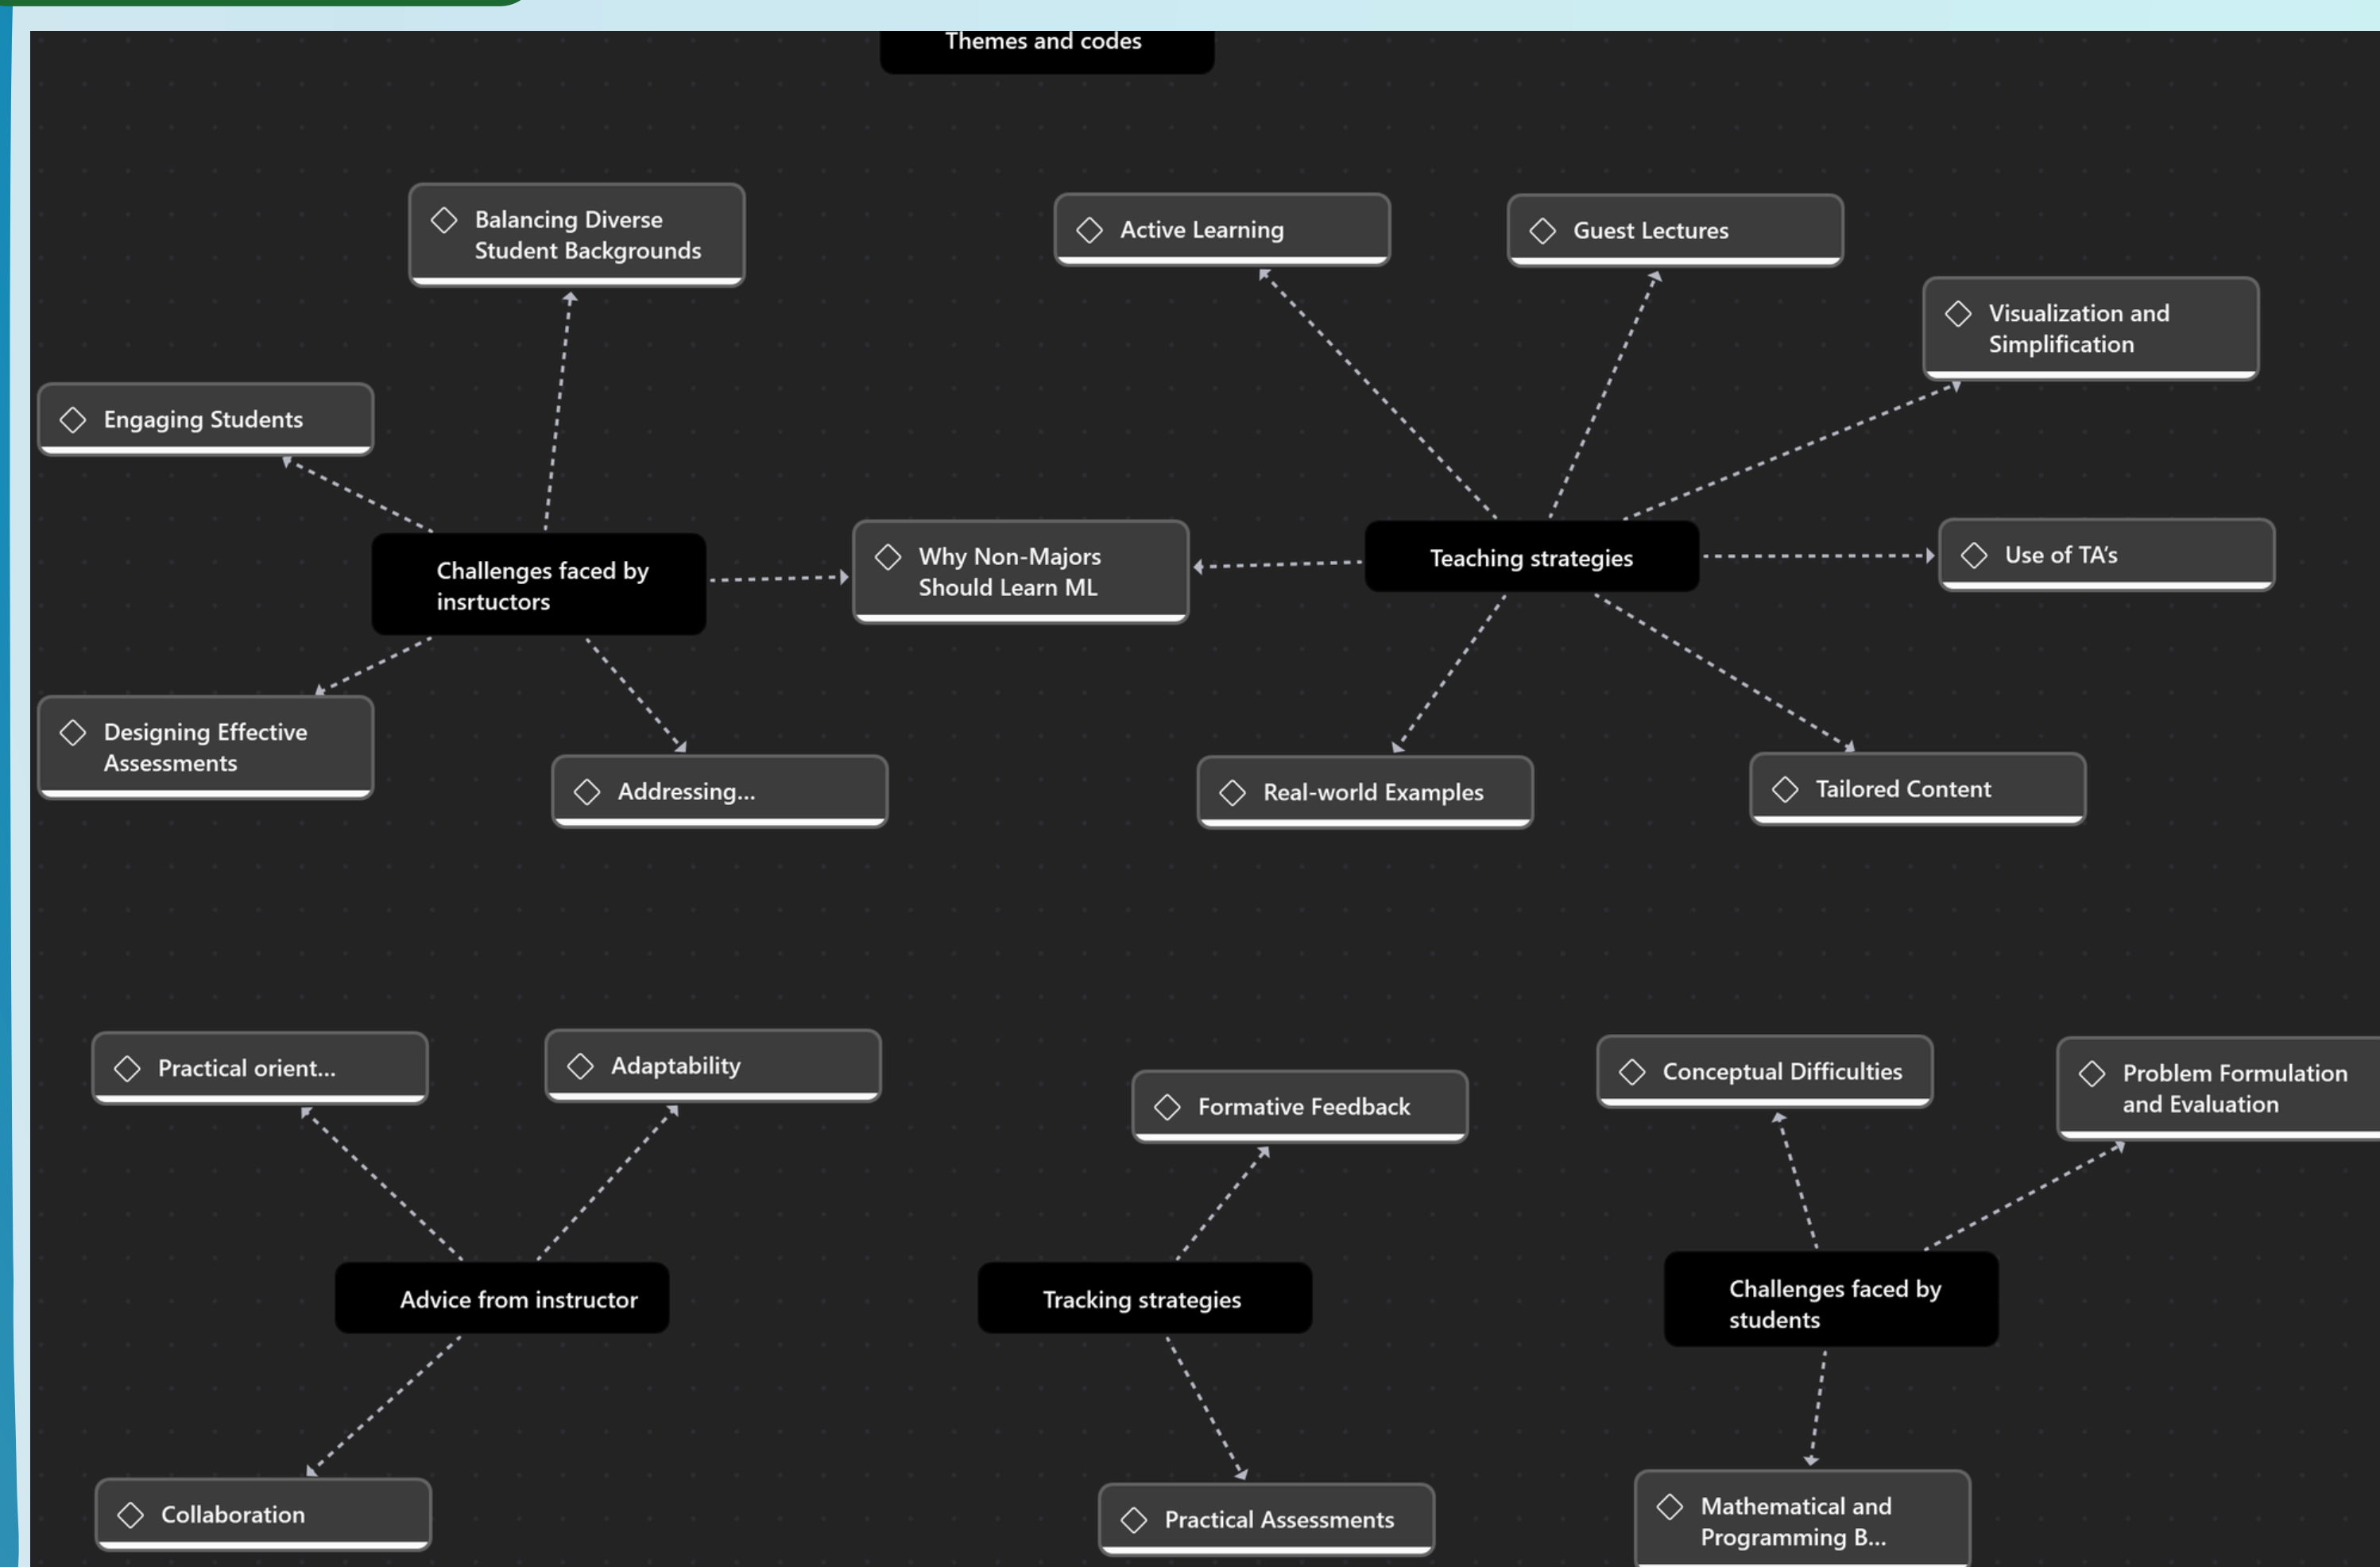 Themes and codes
Balancing Diverse
Student Backgrounds
Active Learning
Guest Lectures
Visualization and
Simplification
Engaging Students
Challenges faced by
insrtuctors
Why Non-Majors
Should Learn ML
Teaching strategies
Use of TA’s
Designing Effective
Assessments
Addressing...
Real-world Examples
Tailored Content
Practical orient...
Adaptability
Formative Feedback
Conceptual Difficulties
Problem Formulation
and Evaluation
Advice from instructor
Tracking strategies
Challenges faced by
students
Collaboration
Practical Assessments
Mathematical and
Programming B...